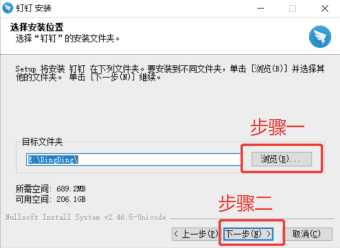 钉钉 安装
选择安装位置
选择“钉钉”的安装文件夹。
Setup 将安装 钉钉 在下列文件夹。要安装到不同文件夹，单击 [浏览(B)] 并选择其
他的文件夹。 单击 [下一步(N)] 继续。
步骤一
目标文件夹
E:\DingDing\
浏览(B)...
所需空间: 689.2MB
可用空间: 206.1GB
步骤二
Nullsoft Install System v2.46.5-Unicode
< 上一步(P)
下一步(N) >
取消(C)